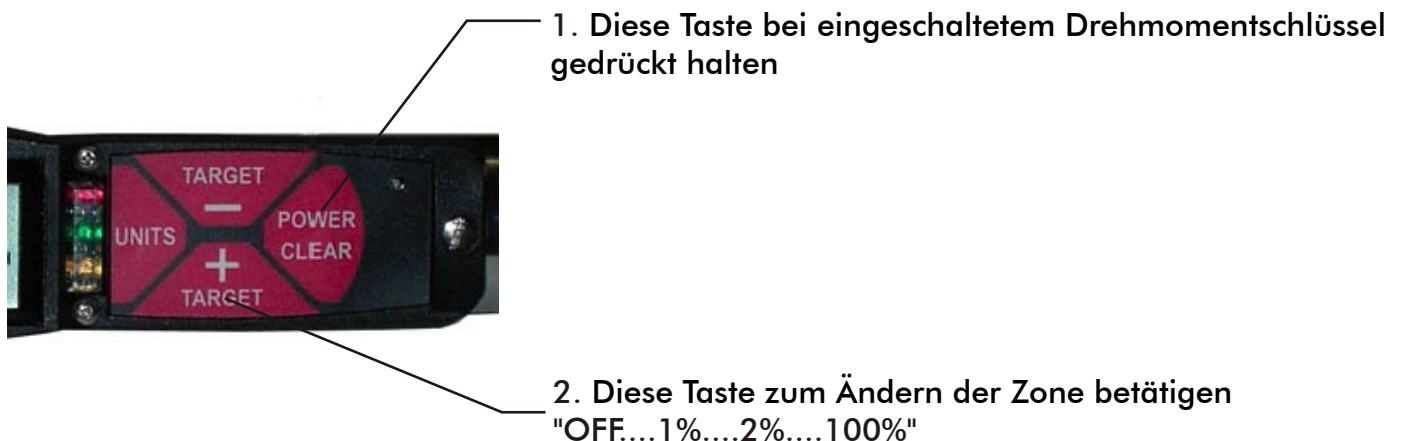 1. Diese Taste bei eingeschaltetem Drehmomentschlüssel
gedrückt halten
TARGET
−
UNITS
POWER
CLEAR
+
TARGET
2. Diese Taste zum Ändern der Zone betätigen
"OFF....1%....2%....100%"